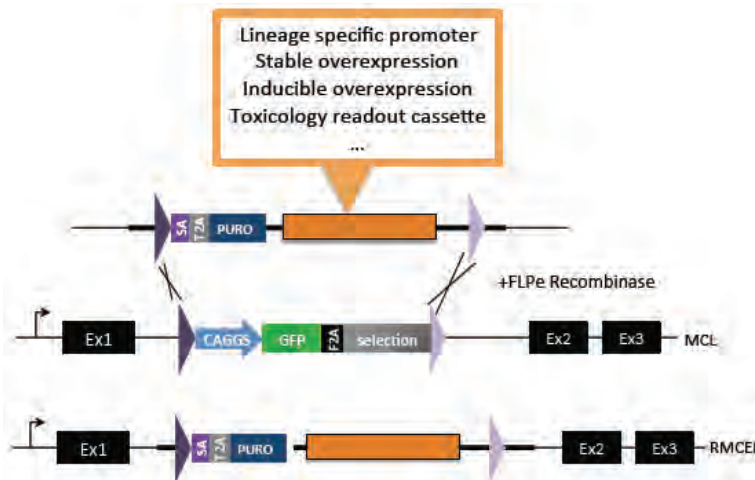 Lineage specific promoter
Stable overexpression
Inducible overexpression
Toxicology readout cassette
...
SA T2A PURO
+FLPe Recombinase
Ex1 CAGGS GFP F2A selection Ex2 Ex3 MCL
Ex1 SA T2A PURO Ex2 Ex3 RMCE